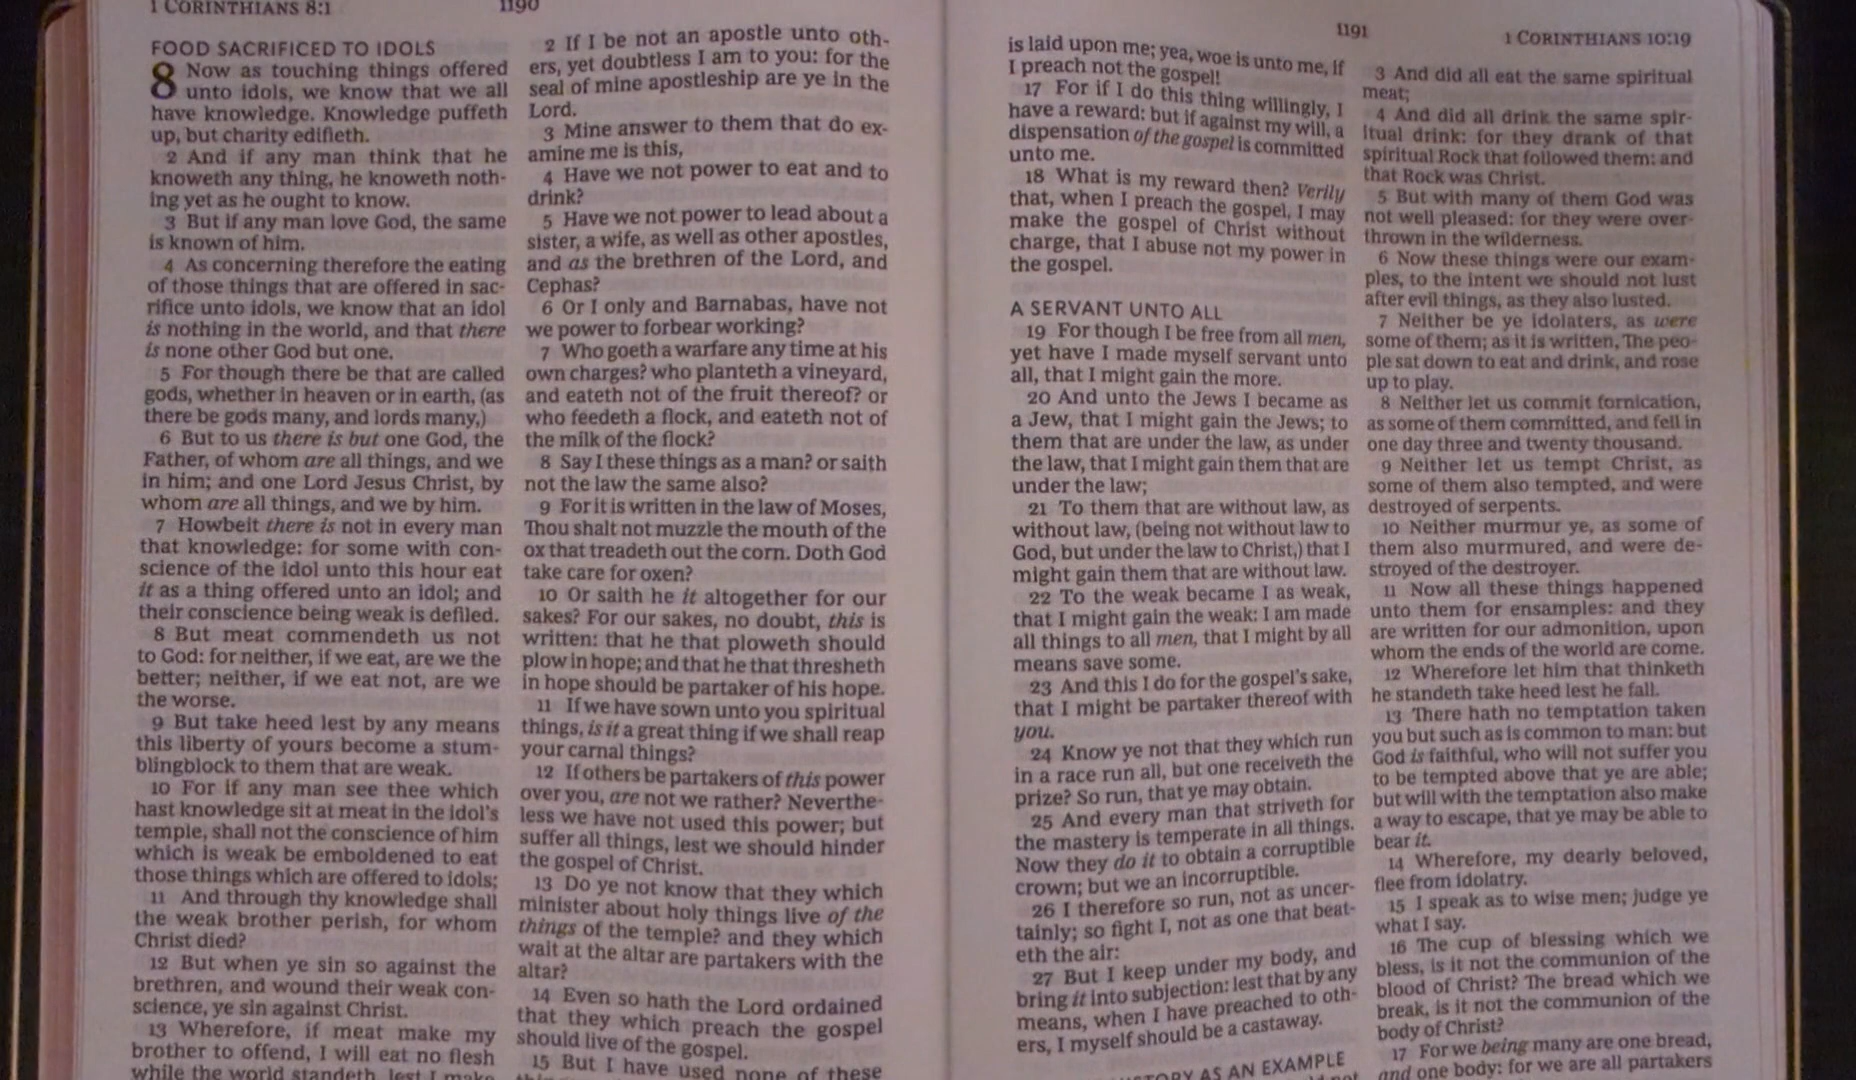 1 CORINTHIANS 8:1
1190
FOOD SACRIFICED TO IDOLS
8 Now as touching things offered
unto idols, we know that we all
have knowledge. Knowledge puffeth
up, but charity edifieth.
2 And if any man think that he
knoweth any thing, he knoweth noth-
ing yet as he ought to know.
3 But if any man love God, the same
is known of him.
4 As concerning therefore the eating
of those things that are offered in sac-
rifice unto idols, we know that an idol
is nothing in the world, and that there
is none other God but one.
5 For though there be that are called
gods, whether in heaven or in earth, (as
there be gods many, and lords many,)
6 But to us there is but one God, the
Father, of whom are all things, and we
in him; and one Lord Jesus Christ, by
whom are all things, and we by him.
7 Howbeit there is not in every man
that knowledge: for some with con-
science of the idol unto this hour eat
it as a thing offered unto an idol; and
their conscience being weak is defiled.
8 But meat commendeth us not
to God: for neither, if we eat, are we the
better; neither, if we eat not, are we
the worse.
9 But take heed lest by any means
this liberty of yours become a stum-
blingblock to them that are weak.
10 For if any man see thee which
hast knowledge sit at meat in the idol's
temple, shall not the conscience of him
which is weak be emboldened to eat
those things which are offered to idols;
11 And through thy knowledge shall
the weak brother perish, for whom
Christ died?
12 But when ye sin so against the
brethren, and wound their weak con-
science, ye sin against Christ.
13 Wherefore, if meat make my
brother to offend, I will eat no flesh
while the world standeth, lest I make
2 If I be not an apostle unto oth-
ers, yet doubtless I am to you: for the
seal of mine apostleship are ye in the
Lord.
3 Mine answer to them that do ex-
amine me is this,
4 Have we not power to eat and to
drink?
5 Have we not power to lead about a
sister, a wife, as well as other apostles,
and as the brethren of the Lord, and
Cephas?
6 Or I only and Barnabas, have not
we power to forbear working?
7 Who goeth a warfare any time at his
own charges? who planteth a vineyard,
and eateth not of the fruit thereof? or
who feedeth a flock, and eateth not of
the milk of the flock?
8 Say I these things as a man? or saith
not the law the same also?
9 For it is written in the law of Moses,
Thou shalt not muzzle the mouth of the
ox that treadeth out the corn. Doth God
take care for oxen?
10 Or saith he it altogether for our
sakes? For our sakes, no doubt, this is
written: that he that ploweth should
plow in hope; and that he that thresheth
in hope should be partaker of his hope.
11 If we have sown unto you spiritual
things, is it a great thing if we shall reap
your carnal things?
12 If others be partakers of this power
over you, are not we rather? Neverthe-
less we have not used this power; but
suffer all things, lest we should hinder
the gospel of Christ.
13 Do ye not know that they which
minister about holy things live of the
things of the temple? and they which
wait at the altar are partakers with the
altar?
14 Even so hath the Lord ordained
that they which preach the gospel
should live of the gospel.
15 But I have used none of these
1191
1 CORINTHIANS 10:19
is laid upon me; yea, woe is unto me, if
I preach not the gospel!
17 For if I do this thing willingly, I
have a reward: but if against my will, a
dispensation of the gospel is committed
unto me.
18 What is my reward then? Verily
that, when I preach the gospel, I may
make the gospel of Christ without
charge, that I abuse not my power in
the gospel.
A SERVANT UNTO ALL
19 For though I be free from all men,
yet have I made myself servant unto
all, that I might gain the more.
20 And unto the Jews I became as
a Jew, that I might gain the Jews; to
them that are under the law, as under
the law, that I might gain them that are
under the law;
21 To them that are without law, as
without law, (being not without law to
God, but under the law to Christ,) that I
might gain them that are without law.
22 To the weak became I as weak,
that I might gain the weak: I am made
all things to all men, that I might by all
means save some.
23 And this I do for the gospel's sake,
that I might be partaker thereof with
you.
24 Know ye not that they which run
in a race run all, but one receiveth the
prize? So run, that ye may obtain.
25 And every man that striveth for
the mastery is temperate in all things.
Now they do it to obtain a corruptible
crown; but we an incorruptible.
26 I therefore so run, not as uncer-
tainly; so fight I, not as one that beat-
eth the air:
27 But I keep under my body, and
bring it into subjection: lest that by any
means, when I have preached to oth-
ers, I myself should be a castaway.
AS AN EXAMPLE
3 And did all eat the same spiritual
meat;
4 And did all drink the same spir-
itual drink: for they drank of that
spiritual Rock that followed them: and
that Rock was Christ.
5 But with many of them God was
not well pleased: for they were over-
thrown in the wilderness.
6 Now these things were our exam-
ples, to the intent we should not lust
after evil things, as they also lusted.
7 Neither be ye idolaters, as were
some of them; as it is written, The peo-
ple sat down to eat and drink, and rose
up to play.
8 Neither let us commit fornication,
as some of them committed, and fell in
one day three and twenty thousand.
9 Neither let us tempt Christ, as
some of them also tempted, and were
destroyed of serpents.
10 Neither murmur ye, as some of
them also murmured, and were de-
stroyed of the destroyer.
11 Now all these things happened
unto them for ensamples: and they
are written for our admonition, upon
whom the ends of the world are come.
12 Wherefore let him that thinketh
he standeth take heed lest he fall.
13 There hath no temptation taken
you but such as is common to man: but
God is faithful, who will not suffer you
to be tempted above that ye are able;
but will with the temptation also make
a way to escape, that ye may be able to
bear it.
14 Wherefore, my dearly beloved,
flee from idolatry.
15 I speak as to wise men; judge ye
what I say.
16 The cup of blessing which we
bless, is it not the communion of the
blood of Christ? The bread which we
break, is it not the communion of the
body of Christ?
17 For we being many are one bread,
and one body: for we are all partakers